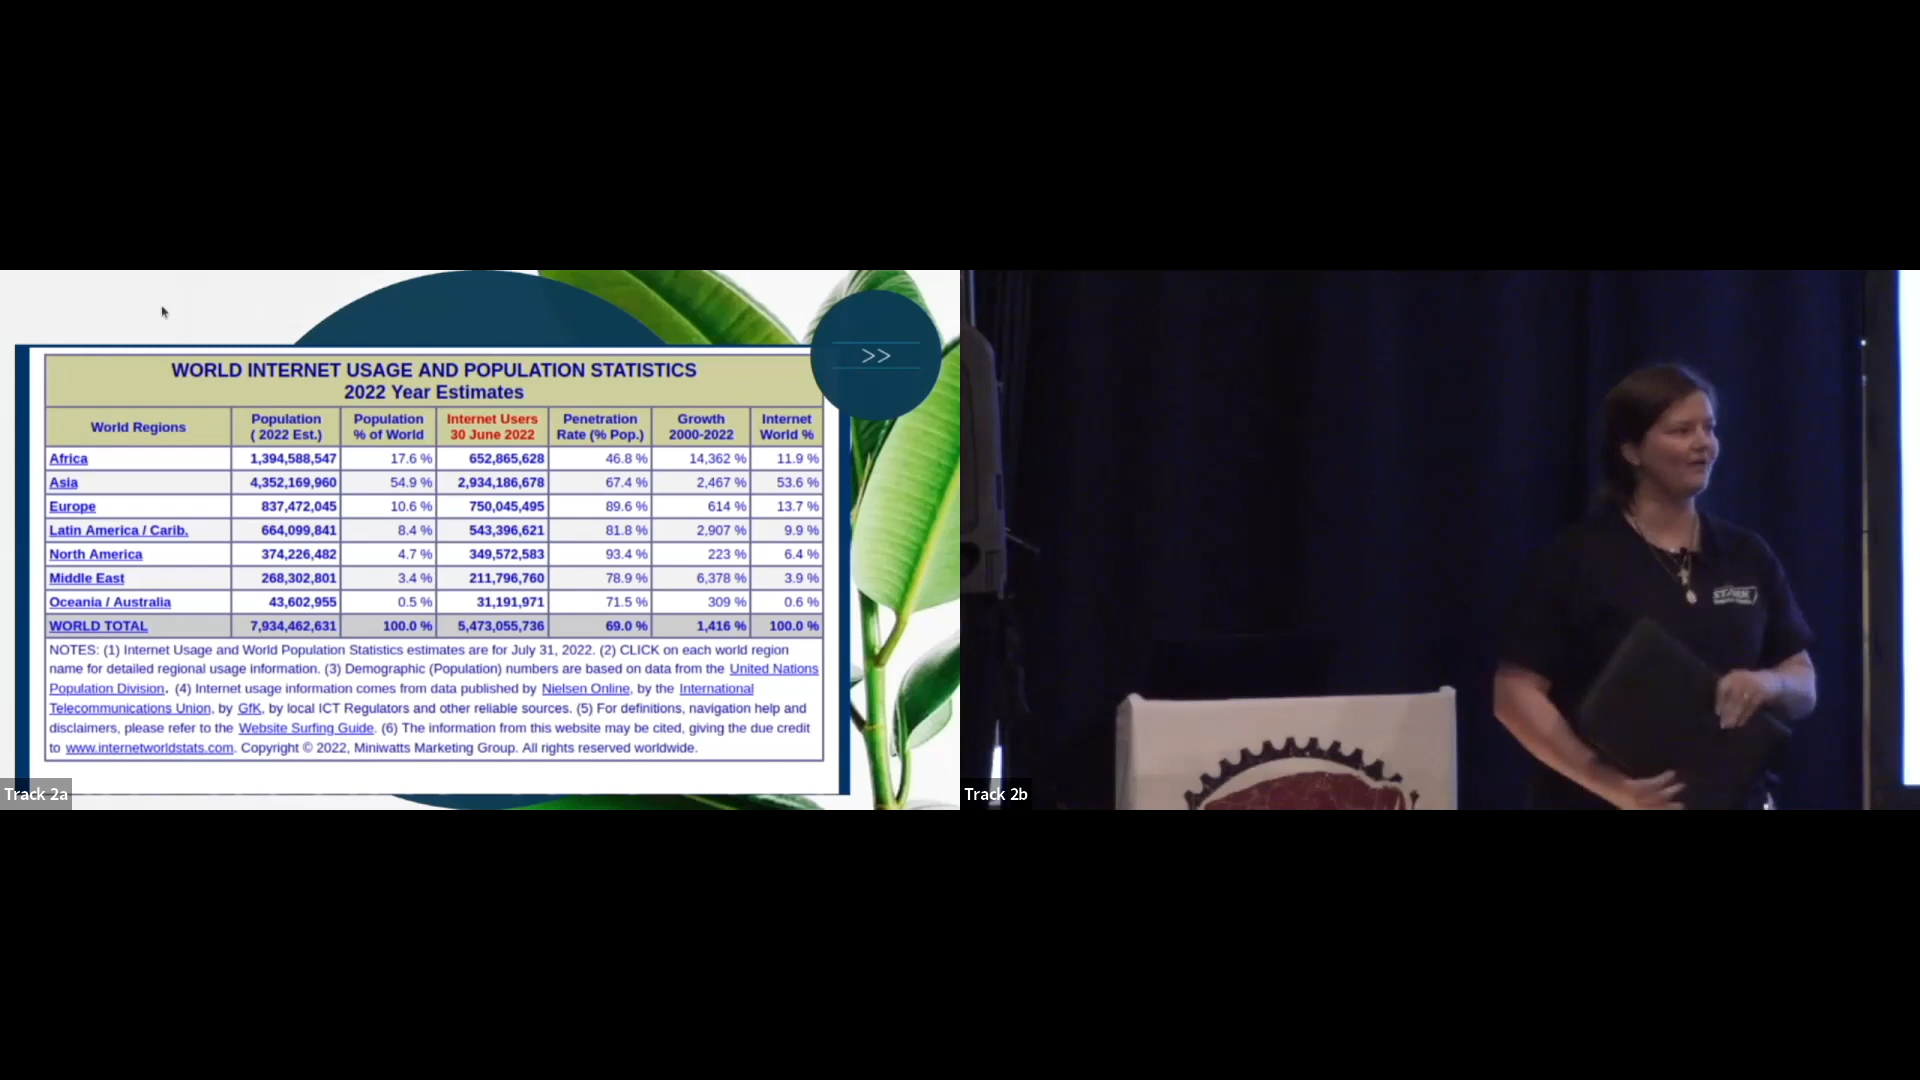 WORLD INTERNET USAGE AND POPULATION STATISTICS
2022 Year Estimates
World Regions Population ( 2022 Est.) Population % of World Internet Users 30 June 2022 Penetration Rate (% Pop.) Growth 2000-2022 Internet World %
Africa 1,394,588,547 17.6 % 652,865,628 46.8 % 14,362 % 11.9 %
Asia 4,352,169,960 54.9 % 2,934,186,678 67.4 % 2,467 % 53.6 %
Europe 837,472,045 10.6 % 750,045,495 89.6 % 614 % 13.7 %
Latin America / Carib. 664,099,841 8.4 % 543,396,621 81.8 % 2,907 % 9.9 %
North America 374,226,482 4.7 % 349,572,583 93.4 % 223 % 6.4 %
Middle East 268,302,801 3.4 % 211,796,760 78.9 % 6,378 % 3.9 %
Oceania / Australia 43,602,955 0.5 % 31,191,971 71.5 % 309 % 0.6 %
WORLD TOTAL 7,934,462,631 100.0 % 5,473,055,736 69.0 % 1,416 % 100.0 %
NOTES: (1) Internet Usage and World Population Statistics estimates are for July 31, 2022. (2) CLICK on each world region
name for detailed regional usage information. (3) Demographic (Population) numbers are based on data from the United Nations
Population Division. (4) Internet usage information comes from data published by Nielsen Online, by the International
Telecommunications Union, by GfK, by local ICT Regulators and other reliable sources. (5) For definitions, navigation help and
disclaimers, please refer to the Website Surfing Guide. (6) The information from this website may be cited, giving the due credit
to www.internetworldstats.com. Copyright © 2022, Miniwatts Marketing Group. All rights reserved worldwide.
>>
Track 2a
Track 2b